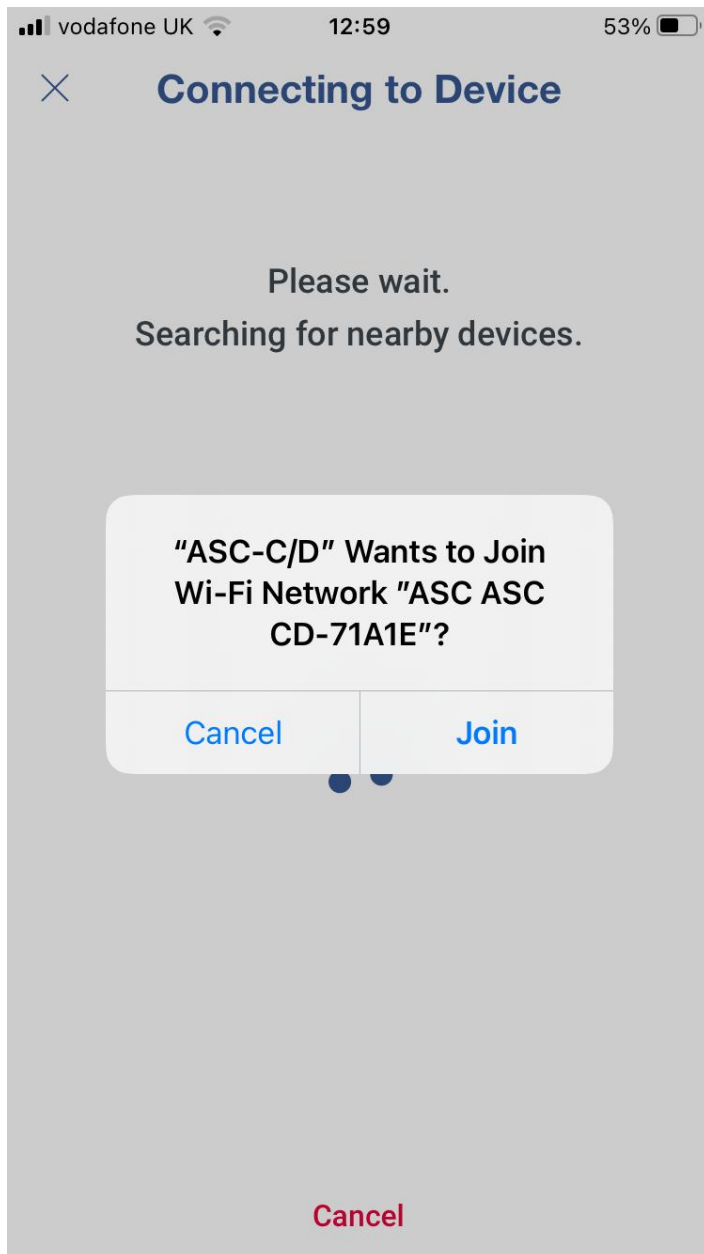 vodafone UK 12:59 53%
Connecting to Device
Please wait.
Searching for nearby devices.
“ASC-C/D” Wants to Join
Wi-Fi Network ”ASC ASC
CD-71A1E”?
Cancel Join
Cancel